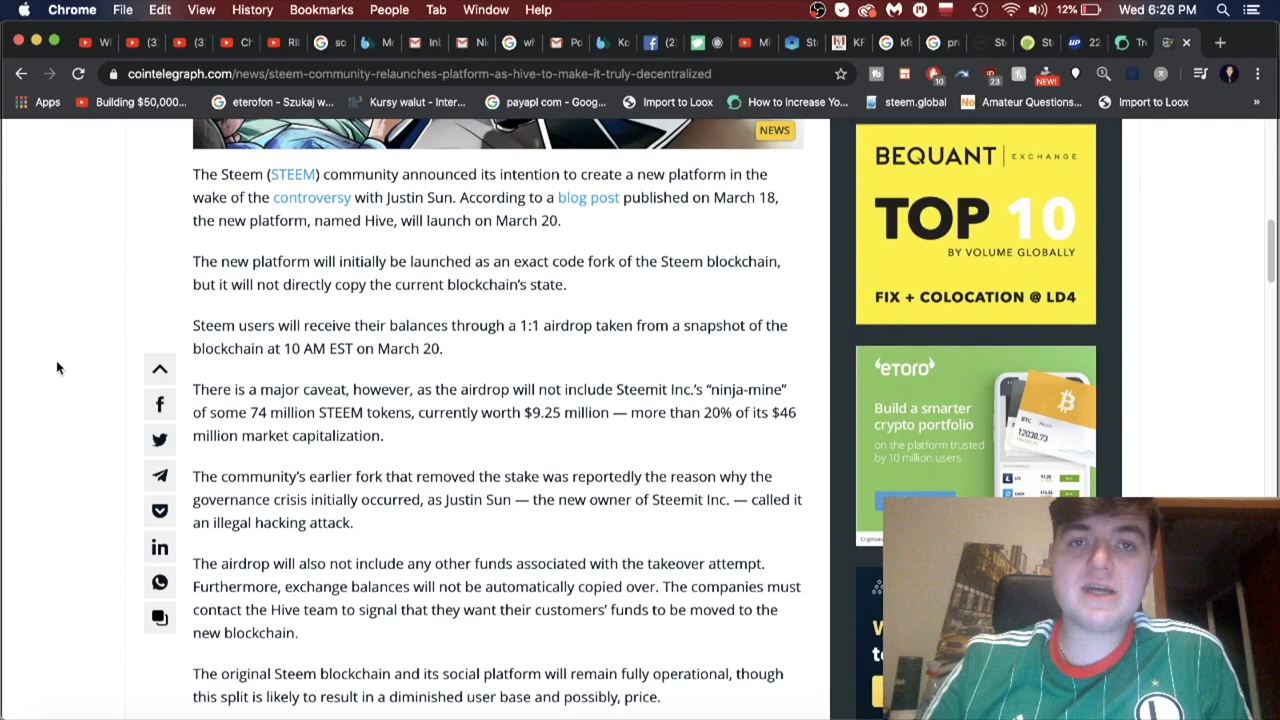 Chrome File Edit View History Bookmarks People Tab Window Help 12% Wed 6:26 PM
cointelegraph.com/news/steem-community-relaunches-platform-as-hive-to-make-it-truly-decentralized
Apps Building $50,000... eterofon - Szukaj w... Kursy walut - Inter... payapl com - Goog... Import to Loox How to Increase Yo... steem.global Amateur Questions... Import to Loox »
NEWS
The Steem (STEEM) community announced its intention to create a new platform in the
wake of the controversy with Justin Sun. According to a blog post published on March 18,
the new platform, named Hive, will launch on March 20.
The new platform will initially be launched as an exact code fork of the Steem blockchain,
but it will not directly copy the current blockchain's state.
Steem users will receive their balances through a 1:1 airdrop taken from a snapshot of the
blockchain at 10 AM EST on March 20.
There is a major caveat, however, as the airdrop will not include Steemit Inc.'s “ninja-mine”
of some 74 million STEEM tokens, currently worth $9.25 million — more than 20% of its $46
million market capitalization.
The community's earlier fork that removed the stake was reportedly the reason why the
governance crisis initially occurred, as Justin Sun — the new owner of Steemit Inc. — called it
an illegal hacking attack.
The airdrop will also not include any other funds associated with the takeover attempt.
Furthermore, exchange balances will not be automatically copied over. The companies must
contact the Hive team to signal that they want their customers' funds to be moved to the
new blockchain.
The original Steem blockchain and its social platform will remain fully operational, though
this split is likely to result in a diminished user base and possibly, price.
BEQUANT EXCHANGE
TOP 10
BY VOLUME GLOBALLY
FIX + COLOCATION @ LD4
eToro
Build a smarter
crypto portfolio
on the platform trusted
by 10 million users
12038.73